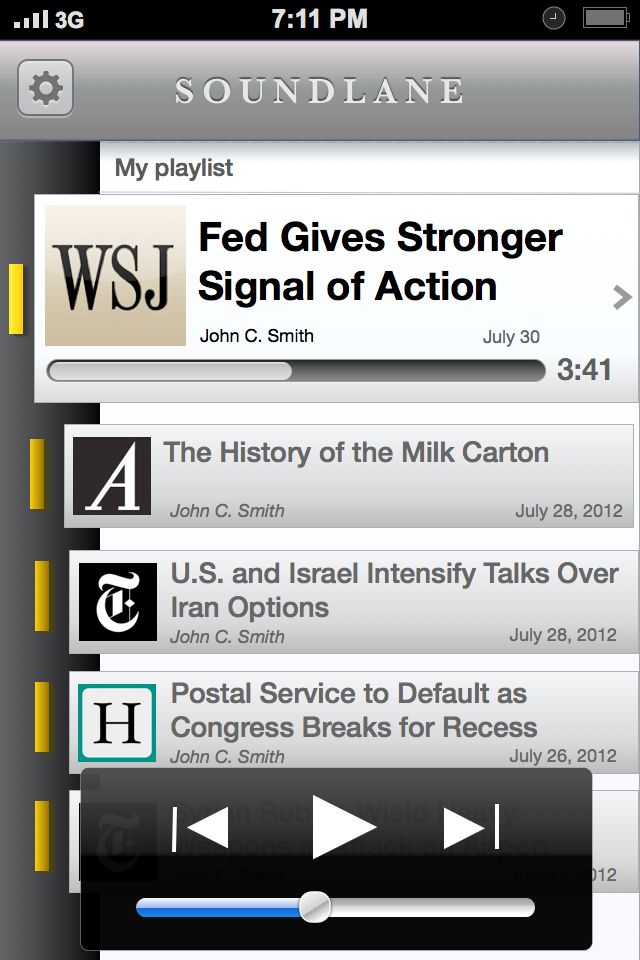 3G
7:11 PM
SOUNDLANE
My playlist
WSJ
Fed Gives Stronger
Signal of Action
John C. Smith
July 30
3:41
A
The History of the Milk Carton
John C. Smith
July 28, 2012
T
U.S. and Israel Intensify Talks Over
Iran Options
John C. Smith
July 28, 2012
H
Postal Service to Default as
Congress Breaks for Recess
John C. Smith
July 26, 2012
T
Syrian Rebels Wield Heavy
Weapons in Attack on Airport
John C. Smith
July 21, 2012